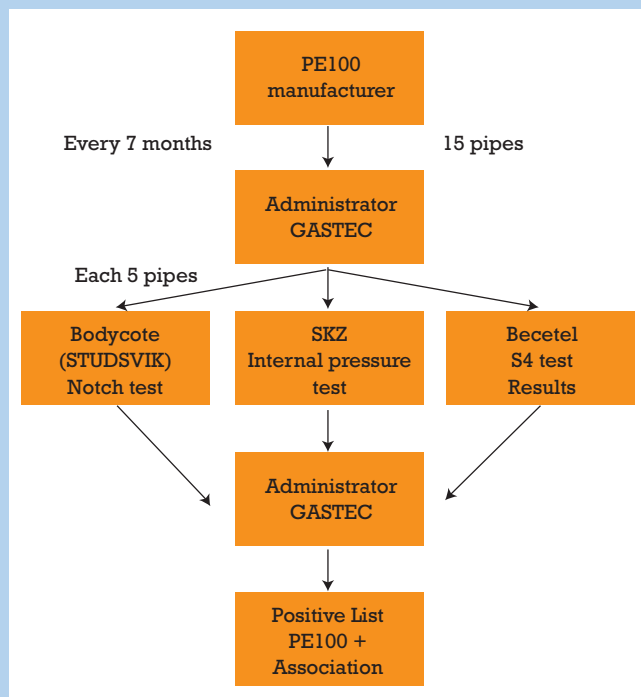 PE100
manufacturer
Every 7 months
15 pipes
Administrator
GASTEC
Each 5 pipes
Bodycote
(STUDSVIK)
Notch test
SKZ
Internal pressure
test
Becetel
S4 test
Results
Administrator
GASTEC
Positive List
PE100 +
Association